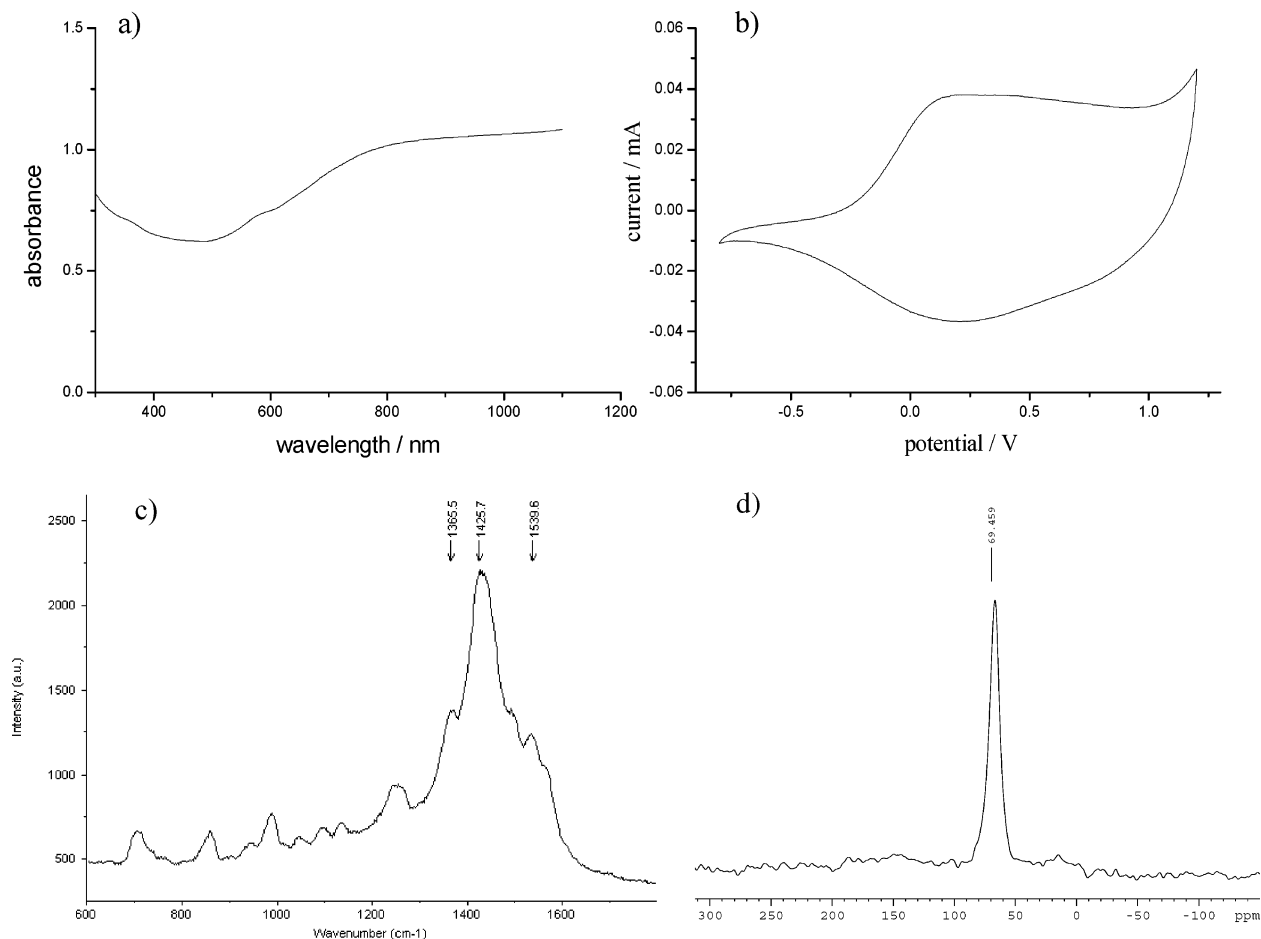 a)
1.5
1.0
0.5
0.0
absorbance
400 600 800 1000 1200
wavelength / nm
b)
0.06
0.04
0.02
0.00
-0.02
-0.04
-0.06
current / mA
-0.5 0.0 0.5 1.0
potential / V
c)
1365.5
1425.7
1539.6
2500
2000
1500
1000
500
Intensity (a.u.)
600 800 1000 1200 1400 1600
Wavenumber (cm-1)
d)
69.459
300 250 200 150 100 50 0 -50 -100 ppm